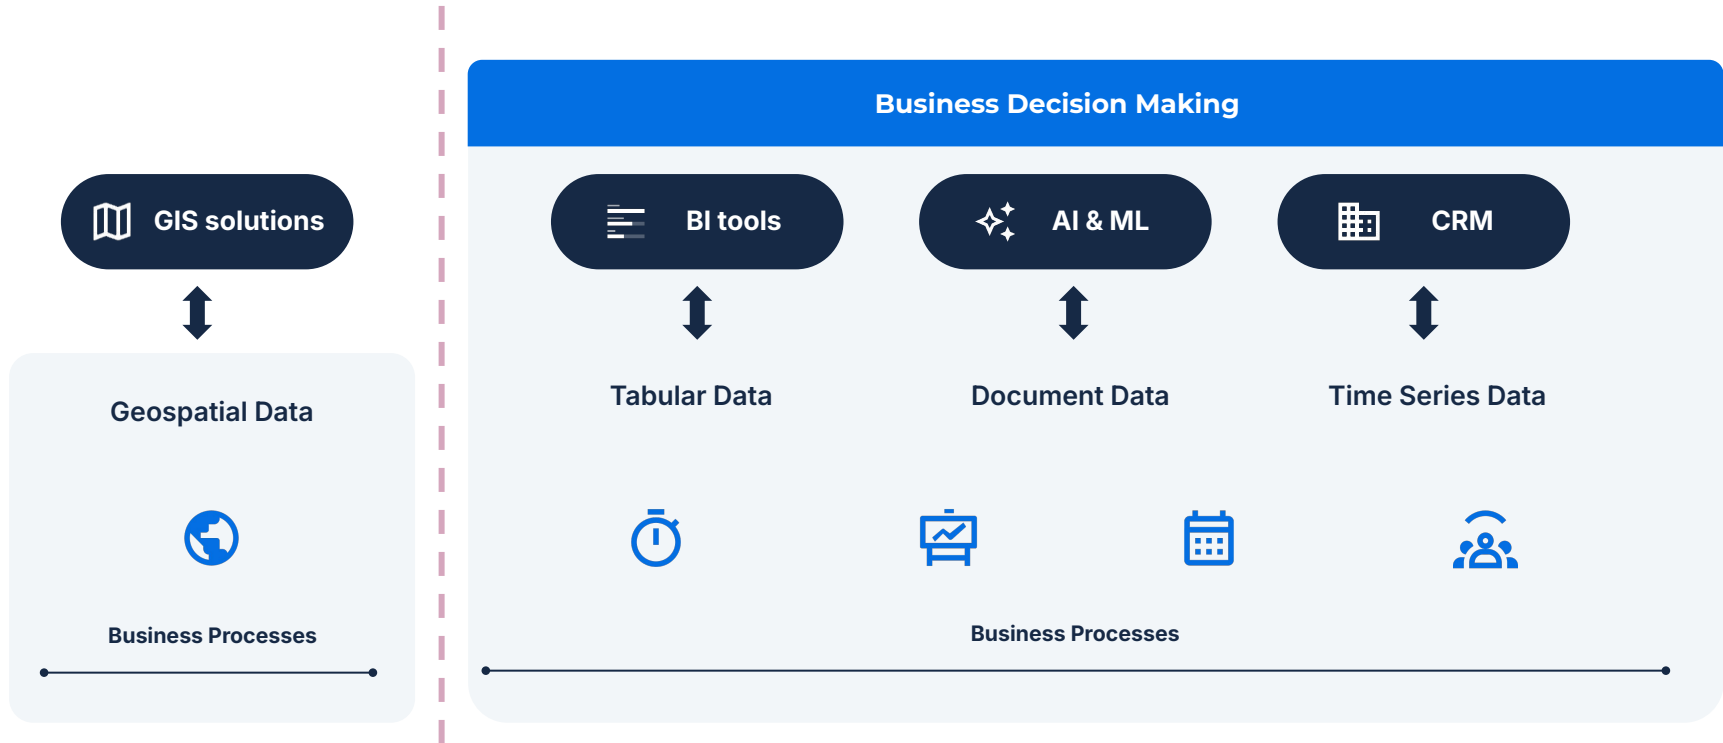 Business Decision Making
GIS solutions
BI tools
AI & ML
CRM
Geospatial Data
Tabular Data
Document Data
Time Series Data
Business Processes
Business Processes